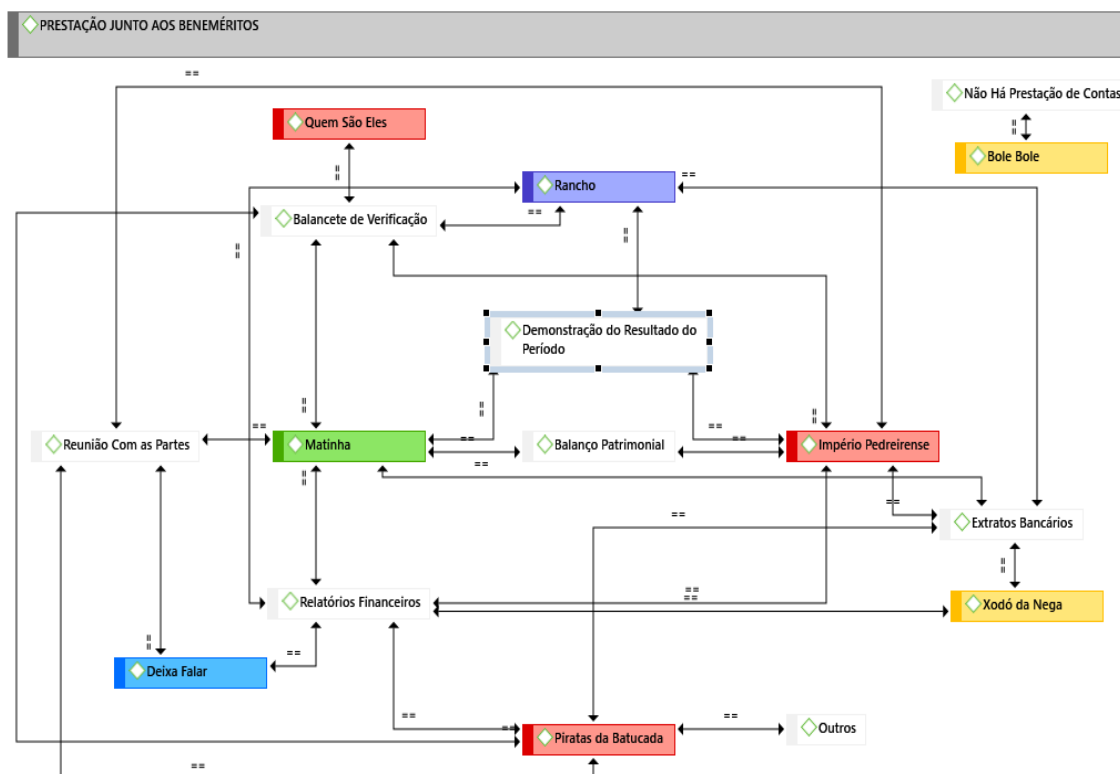 PRESTAÇÃO JUNTO AOS BENEMÉRITOS
==
Não Há Prestação de Contas
Quem São Eles
==
Bole Bole
==
==
Rancho
==
Balancete de Verificação
==
==
==
Demonstração do Resultado do
Período
==
==
==
==
==
Reunião Com as Partes
==
Matinha
==
Balanço Patrimonial
==
Império Pedreirense
==
==
==
Extratos Bancários
==
==
==
Relatórios Financeiros
==
Xodó da Nega
==
==
Deixa Falar
==
==
==
Piratas da Batucada
Outros
==